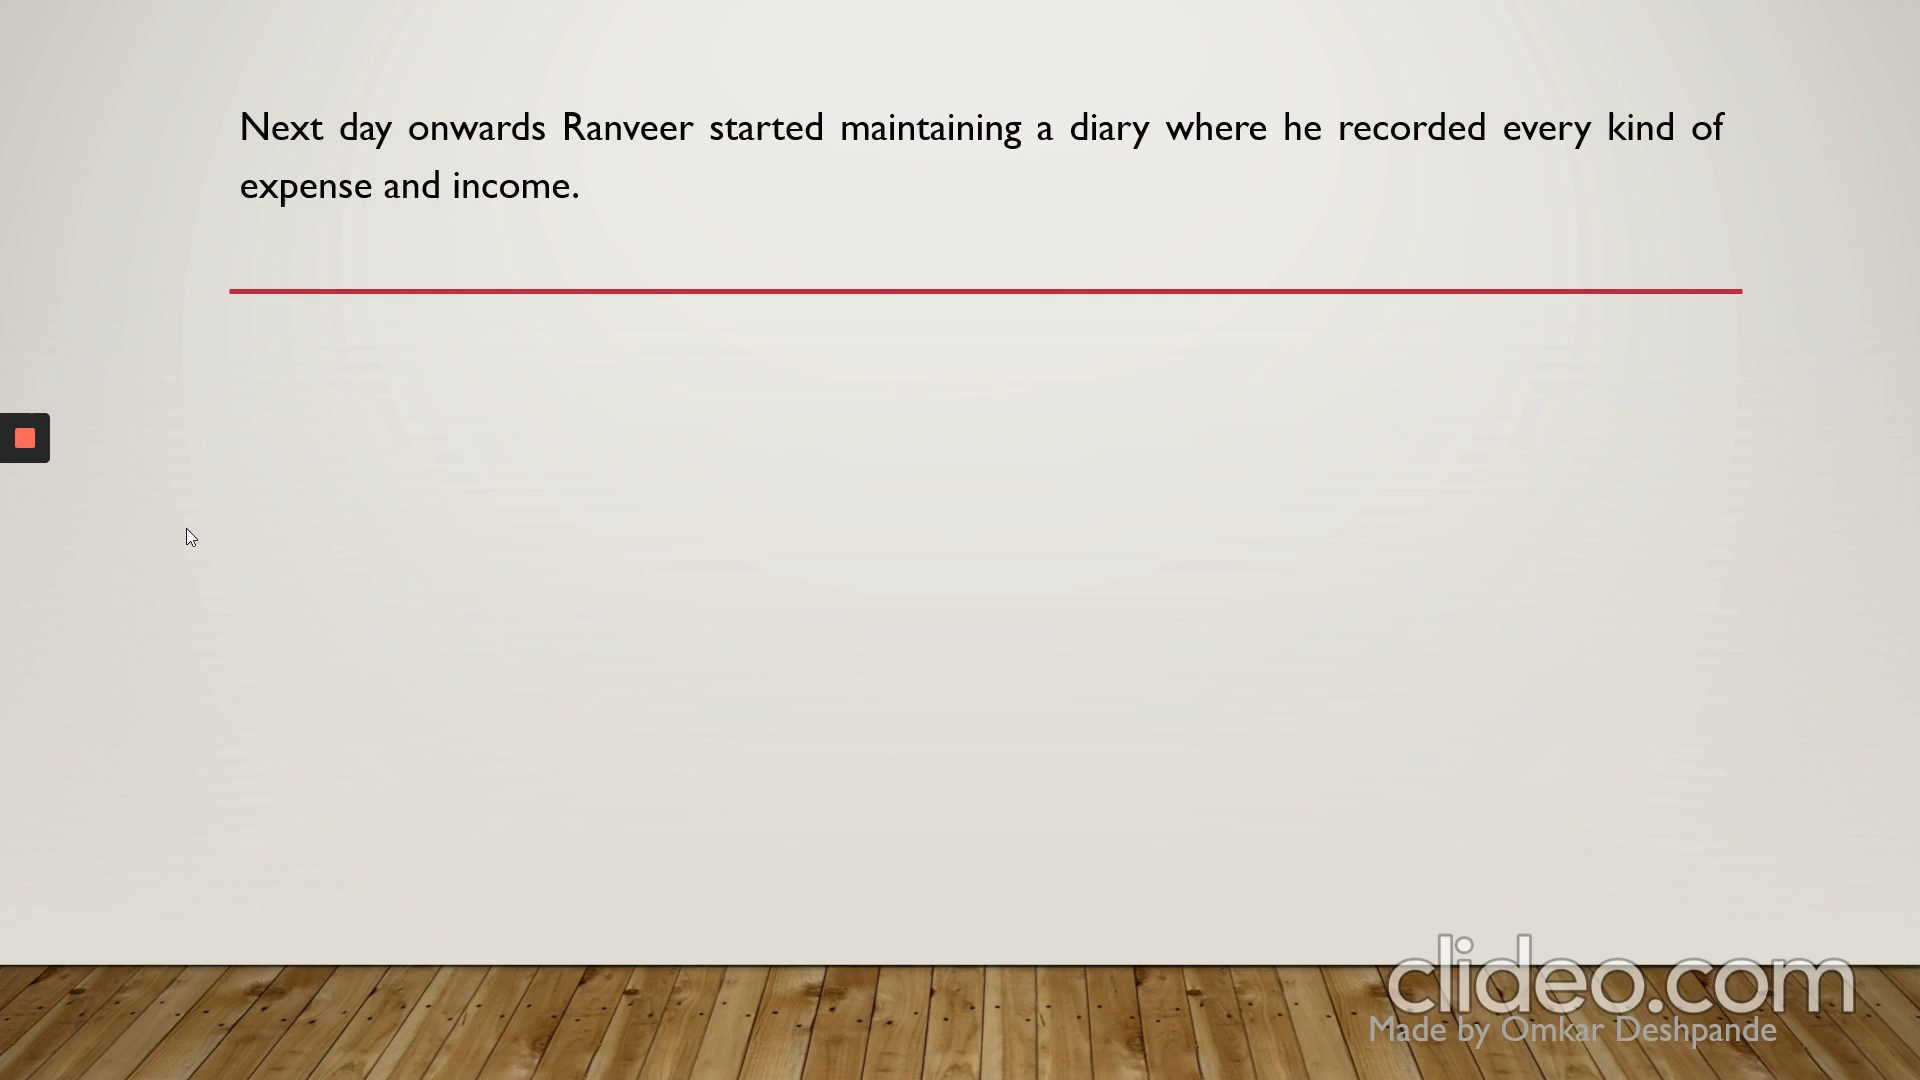 Next day onwards Ranveer started maintaining a diary where he recorded every kind of
expense and income.
clideo.com
Made by Omkar Deshpande